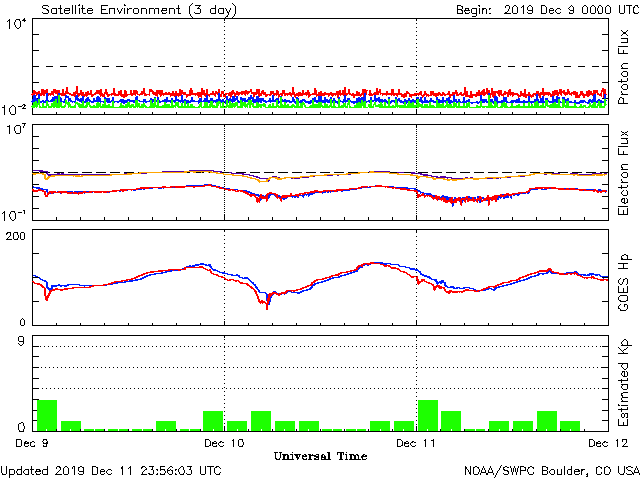 Satellite Environment (3 day) Begin: 2019 Dec 9 0000 UTC
10⁴
10⁻²
Proton Flux
10⁷
10⁻¹
Electron Flux
200
0
GOES Hp
9
0
Estimated Kp
Dec 9 Dec 10 Dec 11 Dec 12
Universal Time
Updated 2019 Dec 11 23:56:03 UTC NOAA/SWPC Boulder, CO USA